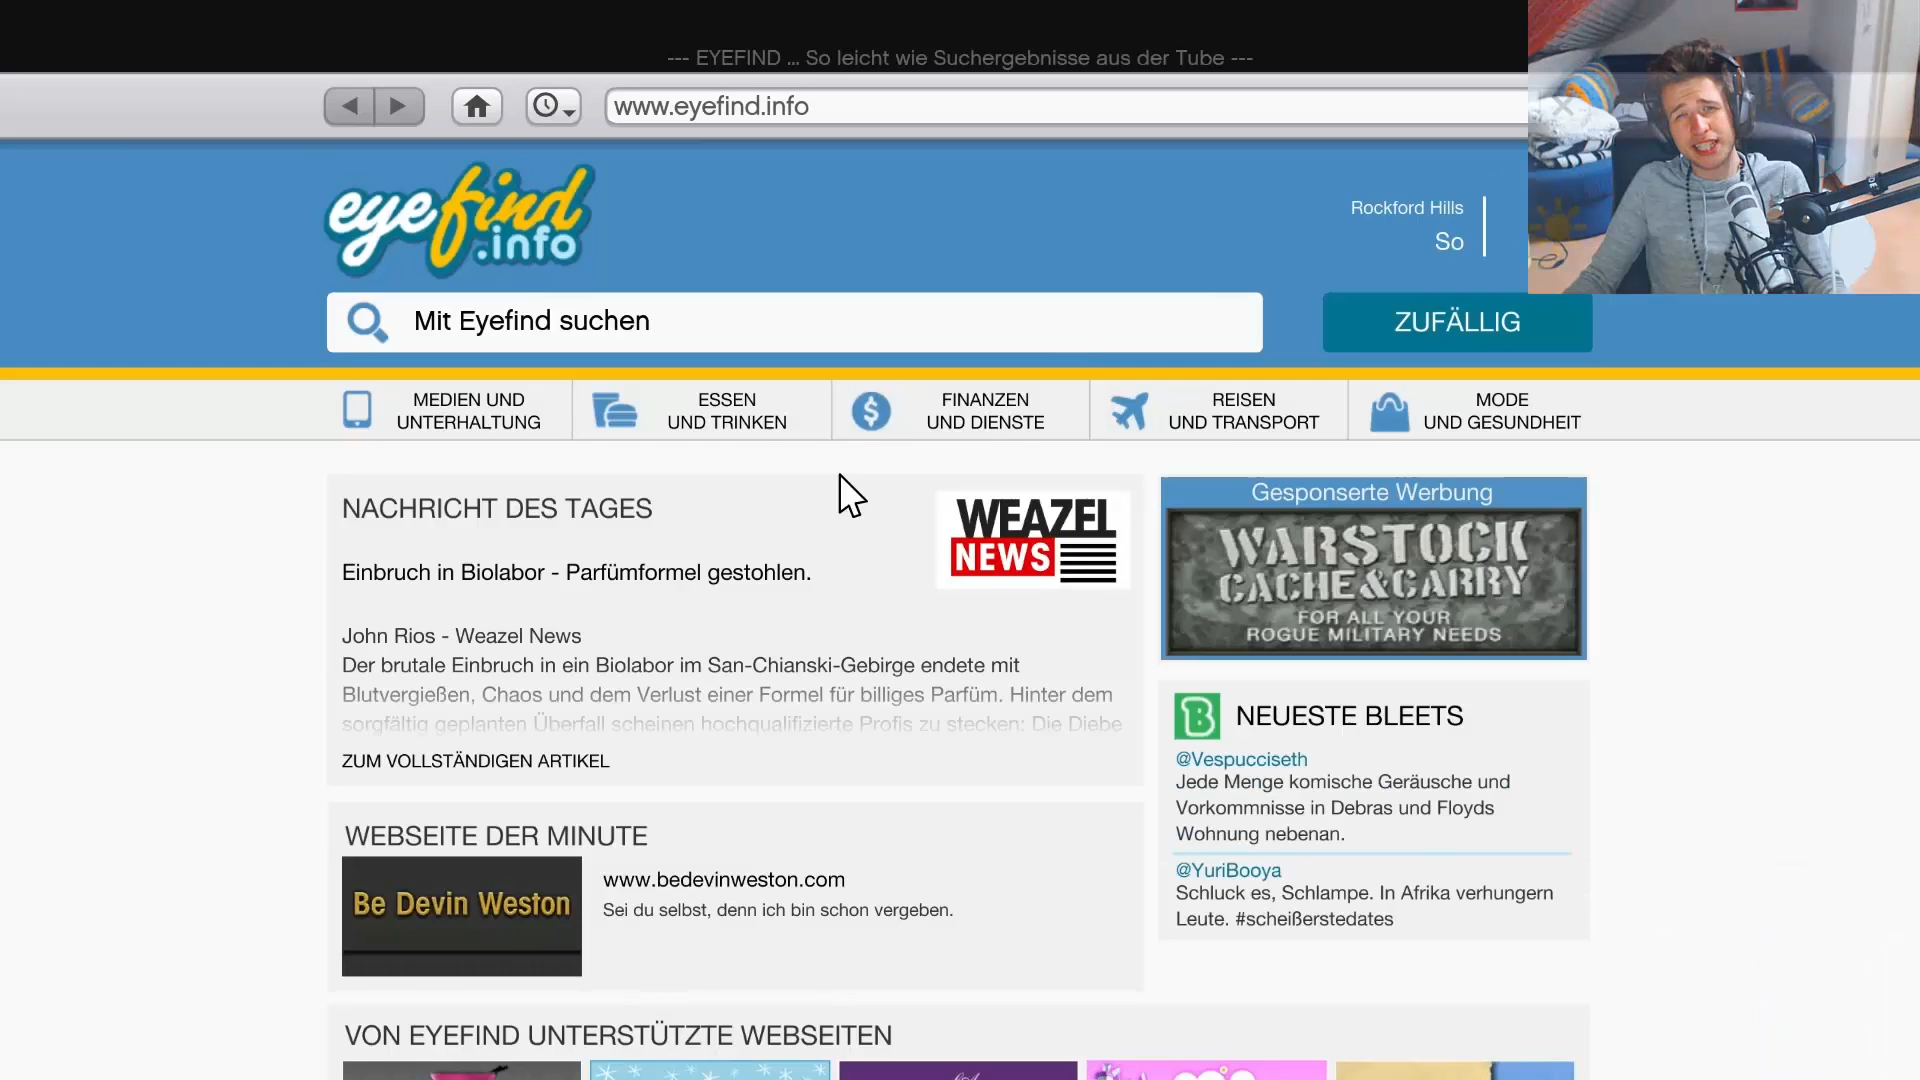 --- EYEFIND ... So leicht wie Suchergebnisse aus der Tube ---
www.eyefind.info
eyefind
.info
Rockford Hills
So
Mit Eyefind suchen
ZUFÄLLIG
MEDIEN UND
UNTERHALTUNG
ESSEN
UND TRINKEN
FINANZEN
UND DIENSTE
REISEN
UND TRANSPORT
MODE
UND GESUNDHEIT
NACHRICHT DES TAGES
WEAZEL
NEWS
Einbruch in Biolabor - Parfümformel gestohlen.
John Rios - Weazel News
Der brutale Einbruch in ein Biolabor im San-Chianski-Gebirge endete mit
Blutvergießen, Chaos und dem Verlust einer Formel für billiges Parfüm. Hinter dem
sorgfältig geplanten Überfall scheinen hochqualifizierte Profis zu stecken: Die Diebe
ZUM VOLLSTÄNDIGEN ARTIKEL
Gesponserte Werbung
WARSTOCK
CACHE&CARRY
FOR ALL YOUR
ROGUE MILITARY NEEDS
B NEUESTE BLEETS
@Vespucciseth
Jede Menge komische Geräusche und
Vorkommnisse in Debras und Floyds
Wohnung nebenan.
@YuriBooya
Schluck es, Schlampe. In Afrika verhungern
Leute. #scheißerstedates
WEBSEITE DER MINUTE
Be Devin Weston
www.bedevinweston.com
Sei du selbst, denn ich bin schon vergeben.
VON EYEFIND UNTERSTÜTZTE WEBSEITEN